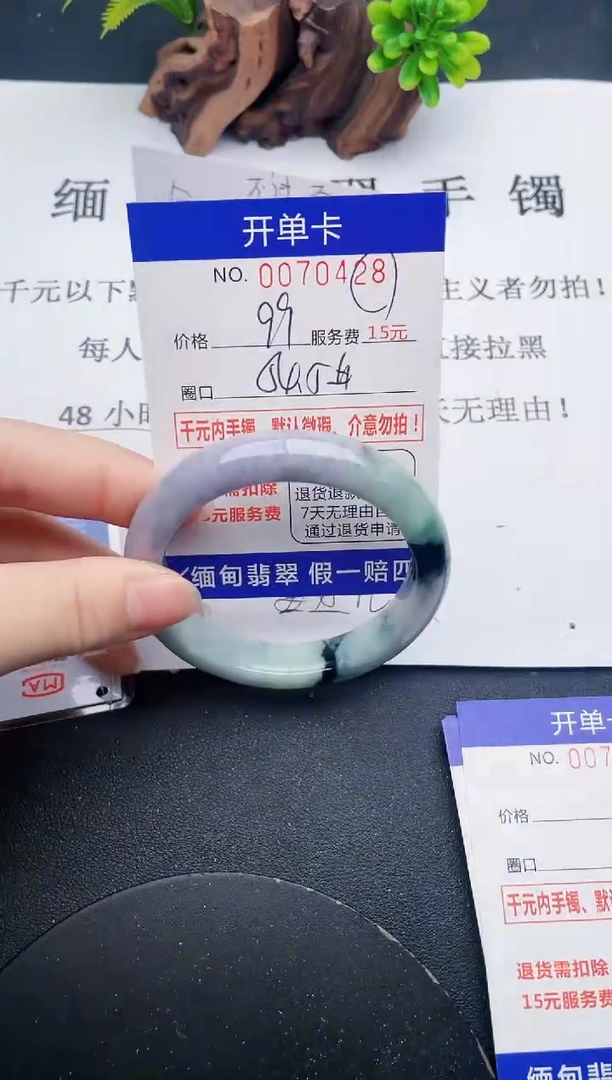 缅 手 镯
开单卡
NO. 0070428
千元以下 主义者勿拍！
价格 99 服务费 15元
每人 接拉黑
圈口
48 小 天无理由！
千元内手镯、默认微瑕、介意勿拍！
需扣除
元服务费
退货退款
7天无理由
通过退货申请
缅甸翡翠 假一赔四
MA
开单
NO. 007
价格
圈口
千元内手镯、默
退货需扣除
15元服务费
缅甸翡